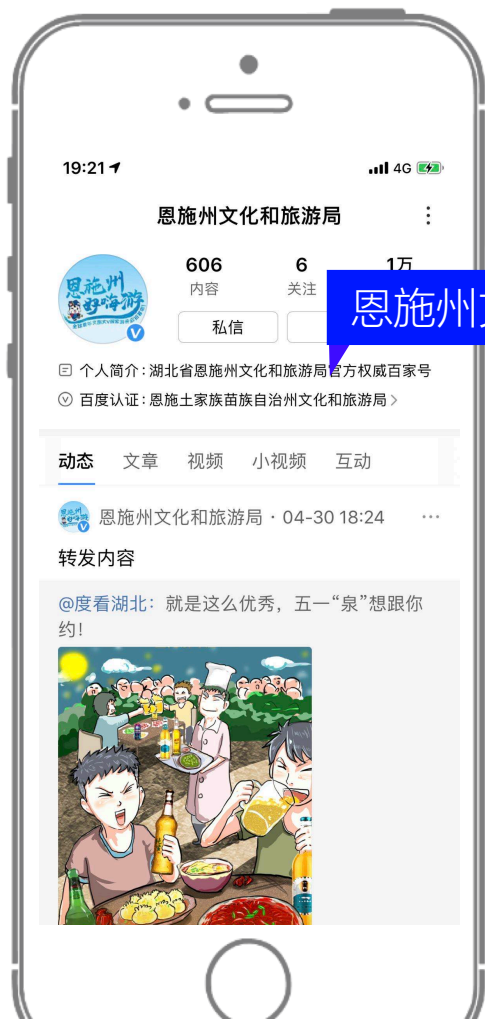 19:21
4G
恩施州文化和旅游局
606
6
1万
内容
关注
私信
恩施州
恩施州
好嗨游
个人简介：湖北省恩施州文化和旅游局官方权威百家号
百度认证：恩施土家族苗族自治州文化和旅游局
动态 文章 视频 小视频 互动
恩施州文化和旅游局 · 04-30 18:24
转发内容
@度看湖北：就是这么优秀，五一“泉”想跟你
约！